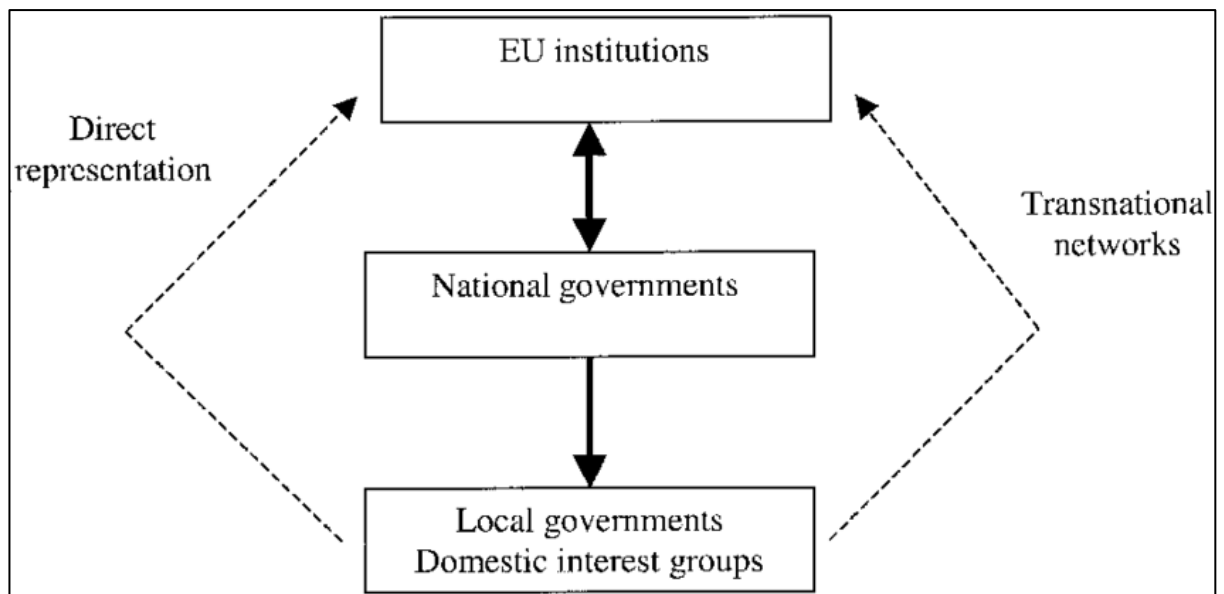 EU institutions
Direct
representation
Transnational
networks
National governments
Local governments
Domestic interest groups